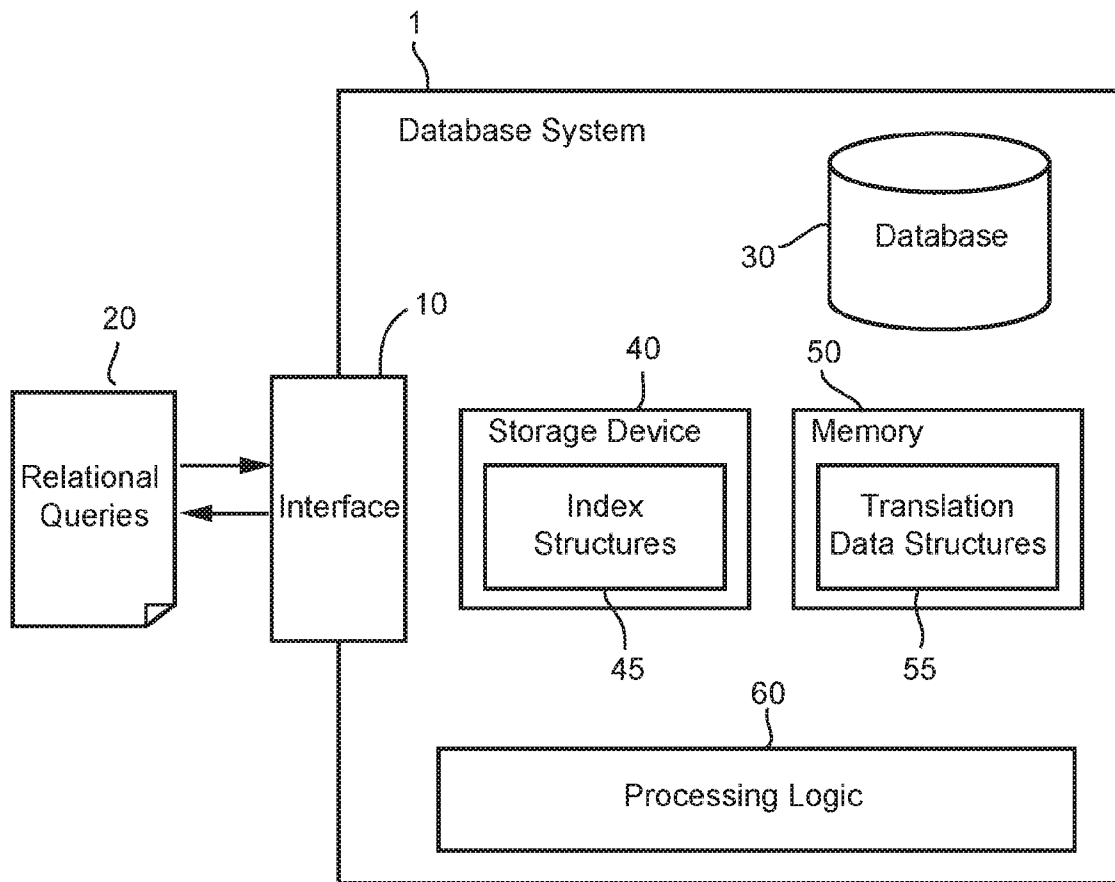 1
Database System
Database
30
10
20
40
50
Storage Device
Memory
Relational
Queries
Interface
Index
Structures
Translation
Data Structures
45
55
60
Processing Logic